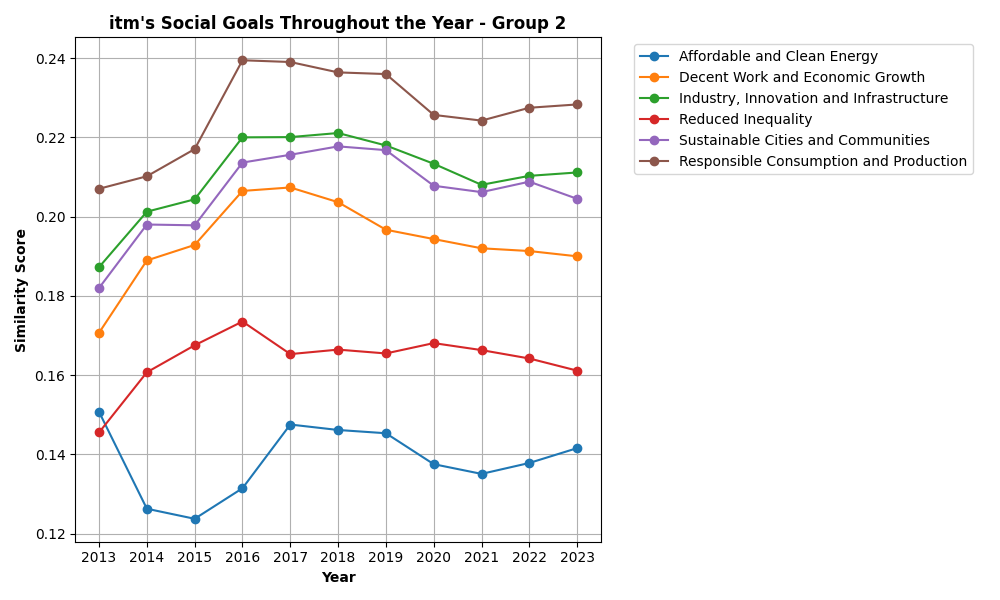 itm's Social Goals Throughout the Year - Group 2
Affordable and Clean Energy
Decent Work and Economic Growth
Industry, Innovation and Infrastructure
Reduced Inequality
Sustainable Cities and Communities
Responsible Consumption and Production
Similarity Score
0.24
0.22
0.20
0.18
0.16
0.14
0.12
2013 2014 2015 2016 2017 2018 2019 2020 2021 2022 2023
Year